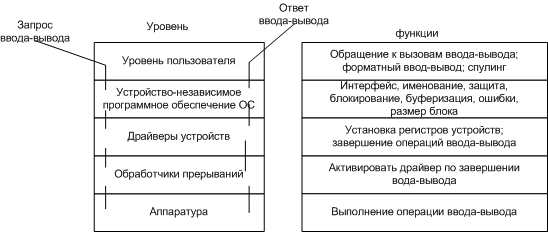 Запрос
ввода-вывода
Уровень
Ответ
ввода-вывода
функции
Уровень пользователя
Обращение к вызовам ввода-вывода;
форматный ввод-вывод; спулинг
Устройство-независимое
программное обеспечение ОС
Интерфейс, именование, защита,
блокирование, буферизация, ошибки,
размер блока
Драйверы устройств
Установка регистров устройств;
завершение операций ввода-вывода
Обработчики прерываний
Активировать драйвер по завершении
вода-вывода
Аппаратура
Выполнение операции ввода-вывода